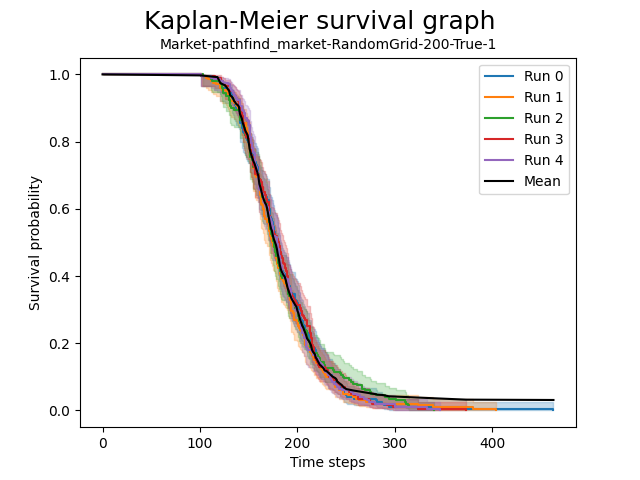 Kaplan-Meier survival graph
Market-pathfind_market-RandomGrid-200-True-1
1.0
0.8
0.6
0.4
0.2
0.0
Survival probability
0
100
200
300
400
Time steps
Run 0
Run 1
Run 2
Run 3
Run 4
Mean